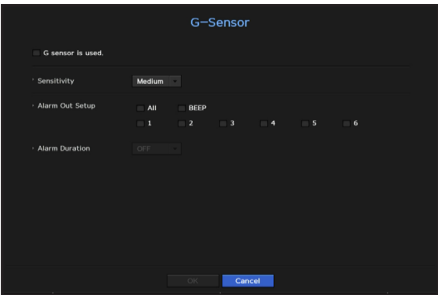 G-Sensor
G sensor is used.
Sensitivity Medium
Alarm Out Setup All BEEP
1 2 3 4 5 6
Alarm Duration OFF
OK Cancel